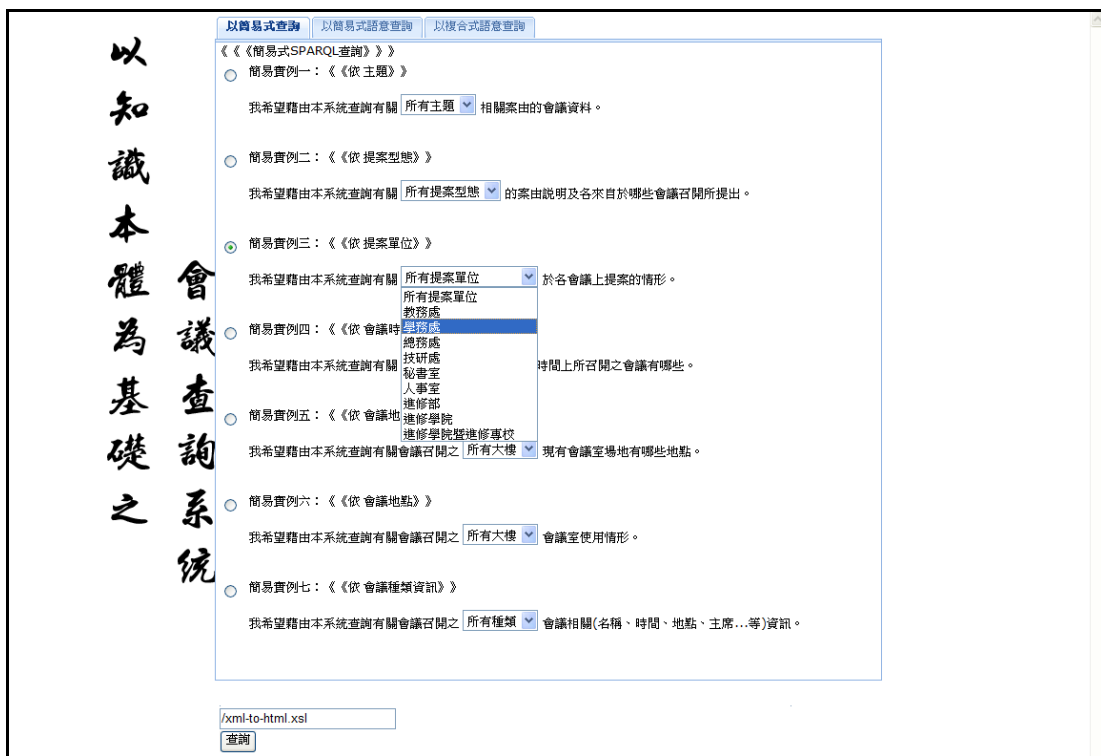 以知識本體為基礎之
會議查詢系統
以簡易式查詢 以簡易式語意查詢 以複合式語意查詢
《《《簡易式SPARQL查詢》》》
簡易實例一：《《依 主題》》
我希望藉由本系統查詢有關 所有主題 相關案由的會議資料。
簡易實例二：《《依 提案型態》》
我希望藉由本系統查詢有關 所有提案型態 的案由說明及各來自於哪些會議召開所提出。
簡易實例三：《《依 提案單位》》
我希望藉由本系統查詢有關 所有提案單位 於各會議上提案的情形。
所有提案單位
教務處
學務處
總務處
技研處
秘書室
人事室
進修部
進修學院
進修學院暨進修專校
簡易實例四：《《依 會議時
我希望藉由本系統查詢有關 時間上所召開之會議有哪些。
簡易實例五：《《依 會議地
我希望藉由本系統查詢有關會議召開之 所有大樓 現有會議室場地有哪些地點。
簡易實例六：《《依 會議地點》》
我希望藉由本系統查詢有關會議召開之 所有大樓 會議室使用情形。
簡易實例七：《《依 會議種類資訊》》
我希望藉由本系統查詢有關會議召開之 所有種類 會議相關(名稱、時間、地點、主席...等)資訊。
/xml-to-html.xsl
查詢